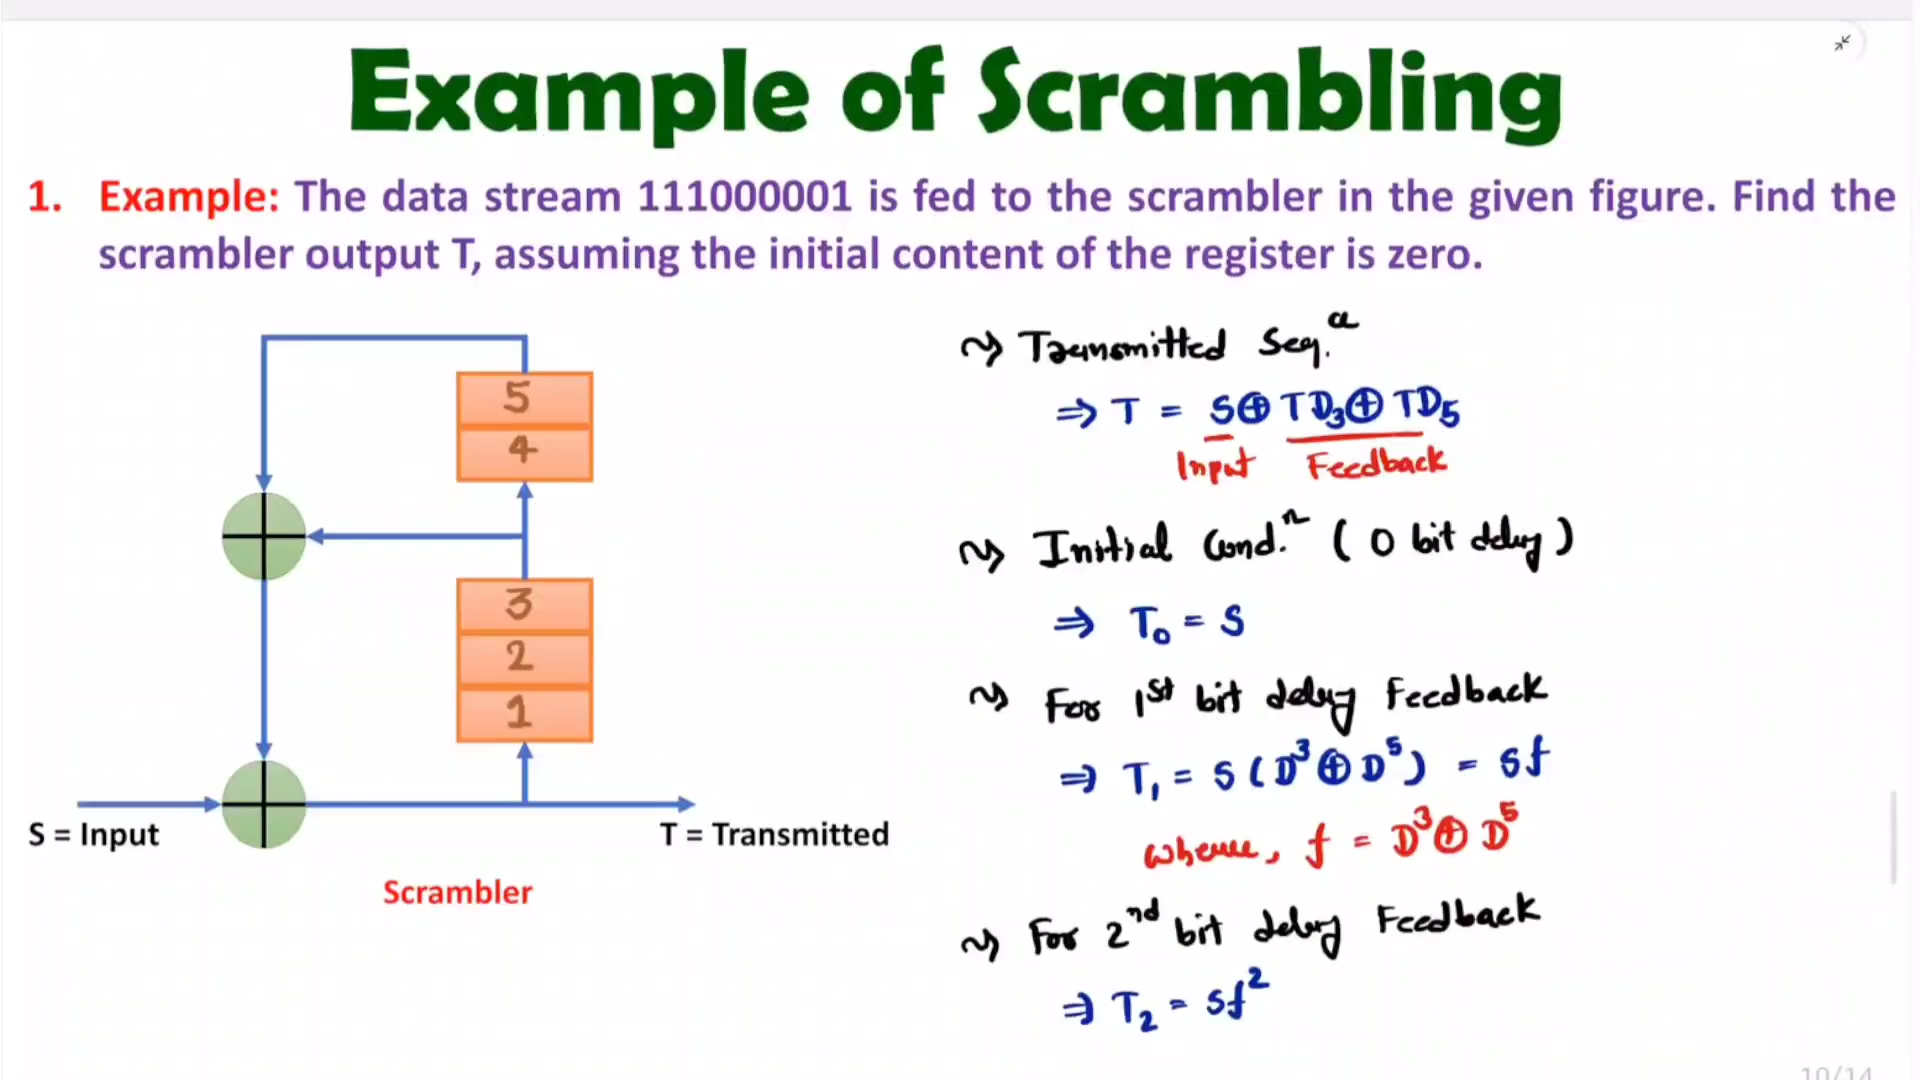 Example of Scrambling
1. Example: The data stream 111000001 is fed to the scrambler in the given figure. Find the
scrambler output T, assuming the initial content of the register is zero.
5
4
3
2
1
S = Input
T = Transmitted
Scrambler
⇝ Transmitted Seq.ⁿ
⇒ T = S⊕TD₃⊕TD₅
Input Feedback
⇝ Initial Cond.ⁿ (0 bit delay)
⇒ T₀ = S
⇝ For 1st bit delay Feedback
⇒ T₁ = S(D³⊕D⁵) = Sf
where, f = D³⊕D⁵
⇝ For 2nd bit delay Feedback
⇒ T₂ = Sf²
10/14